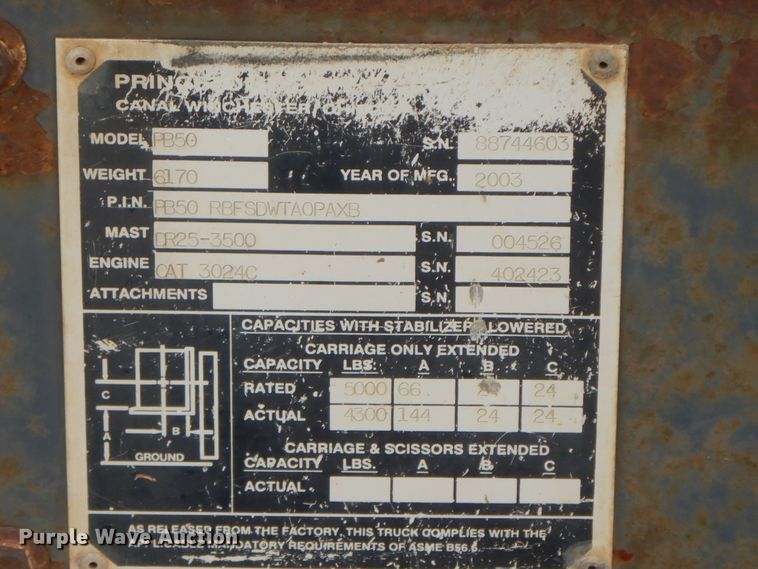 CANAL WINCHESTER, O
MODEL PB50 S.N. 88744603
WEIGHT 6170 YEAR OF MFG. 2003
P.I.N. PB50 RBFSDWTAOPAXB
MAST DR25-3500 S.N. 004526
ENGINE CAT 3024C S.N. 402423
ATTACHMENTS S.N.
CAPACITIES WITH STABILIZERS LOWERED
CARRIAGE ONLY EXTENDED
CAPACITY LBS. A B C
RATED 5000 66 24
ACTUAL 4300 144 24 24
CARRIAGE & SCISSORS EXTENDED
CAPACITY LBS. A B C
ACTUAL
C
A
B
GROUND
AS RELEASED FROM THE FACTORY, THIS TRUCK COMPLIES WITH THE
APPLICABLE MANDATORY REQUIREMENTS OF ASME B56.6.
Purple Wave Auction